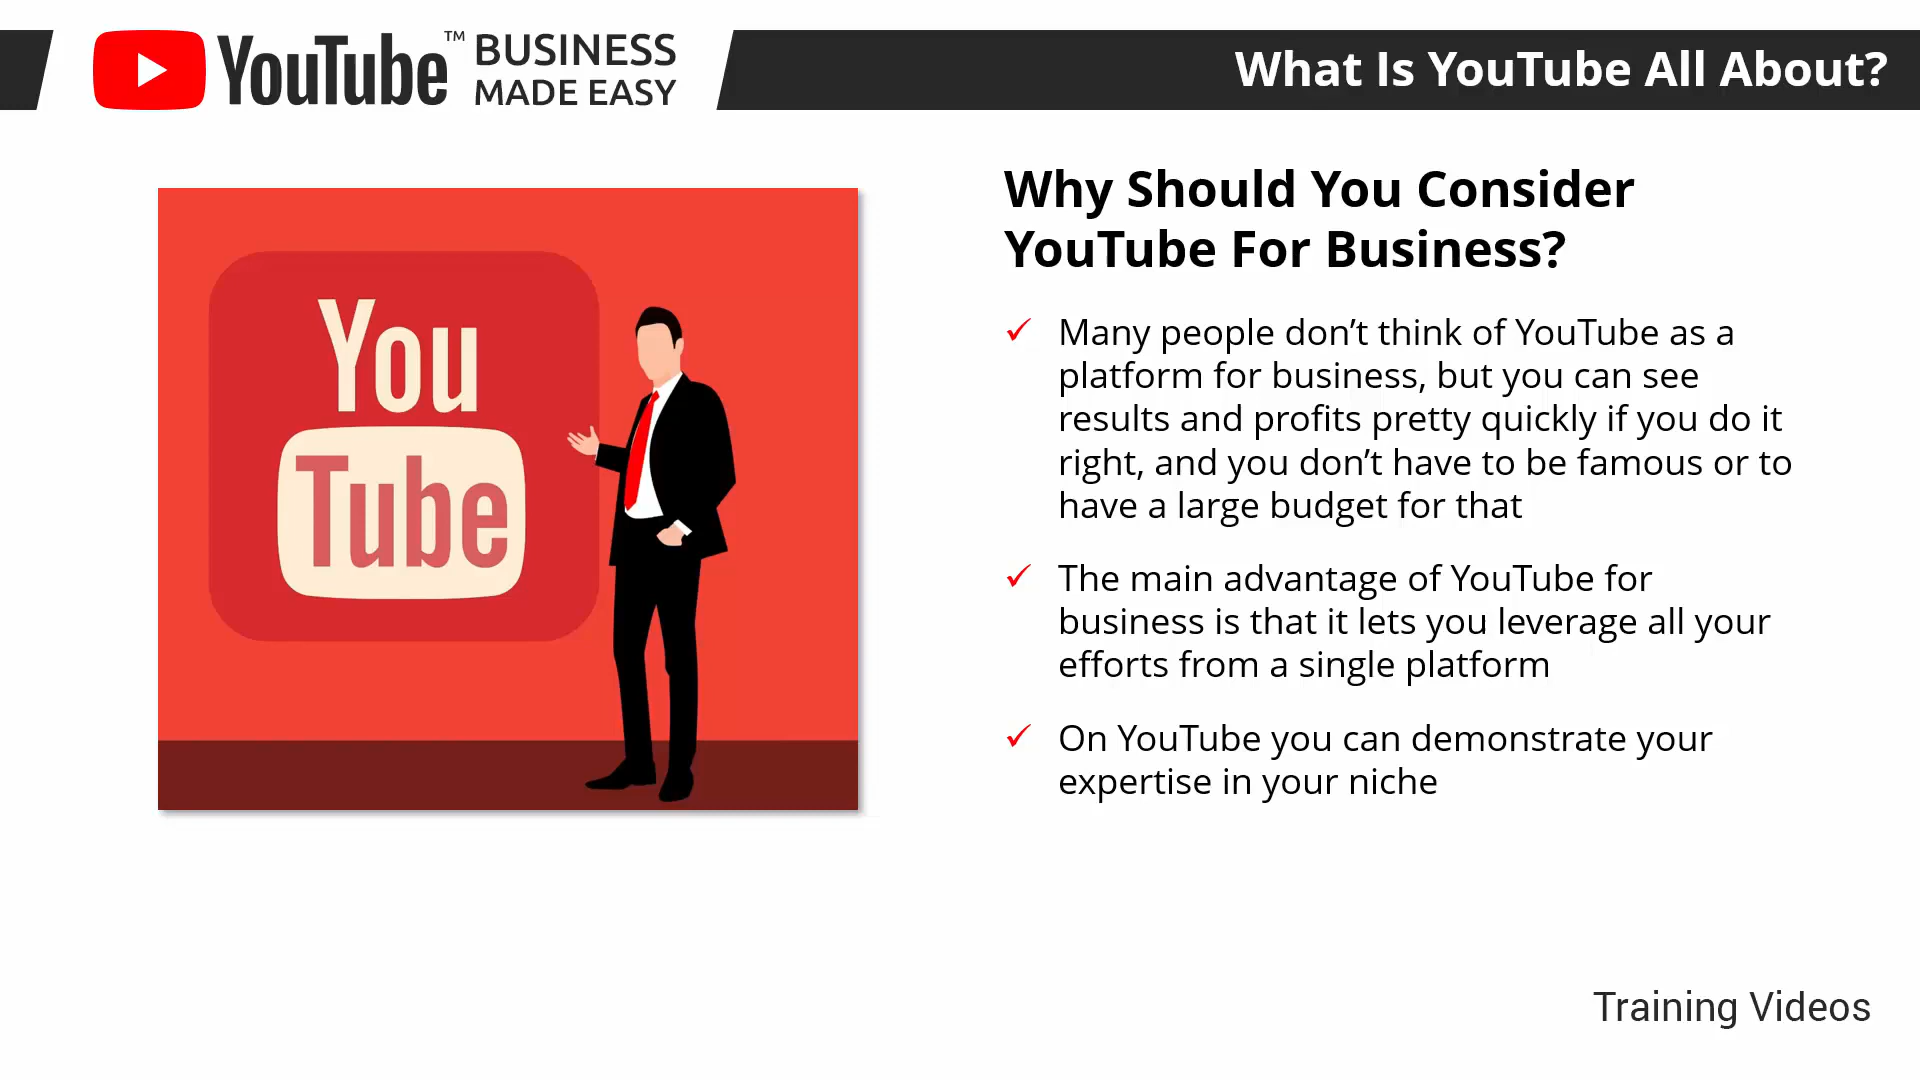 YouTube™ BUSINESS
MADE EASY
What Is YouTube All About?
You
Tube
Why Should You Consider
YouTube For Business?
Many people don’t think of YouTube as a
platform for business, but you can see
results and profits pretty quickly if you do it
right, and you don’t have to be famous or to
have a large budget for that
The main advantage of YouTube for
business is that it lets you leverage all your
efforts from a single platform
On YouTube you can demonstrate your
expertise in your niche
Training Videos